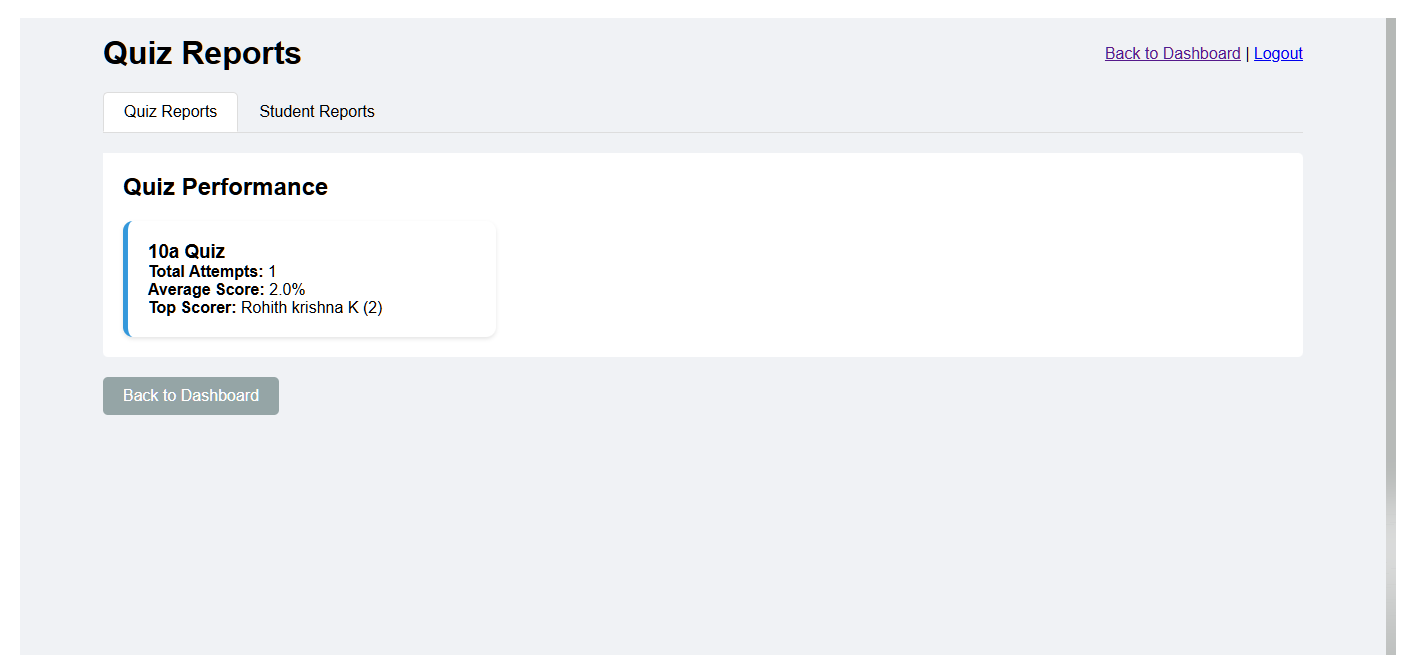 Quiz Reports
Back to Dashboard | Logout
Quiz Reports
Student Reports
Quiz Performance
10a Quiz
Total Attempts: 1
Average Score: 2.0%
Top Scorer: Rohith krishna K (2)
Back to Dashboard